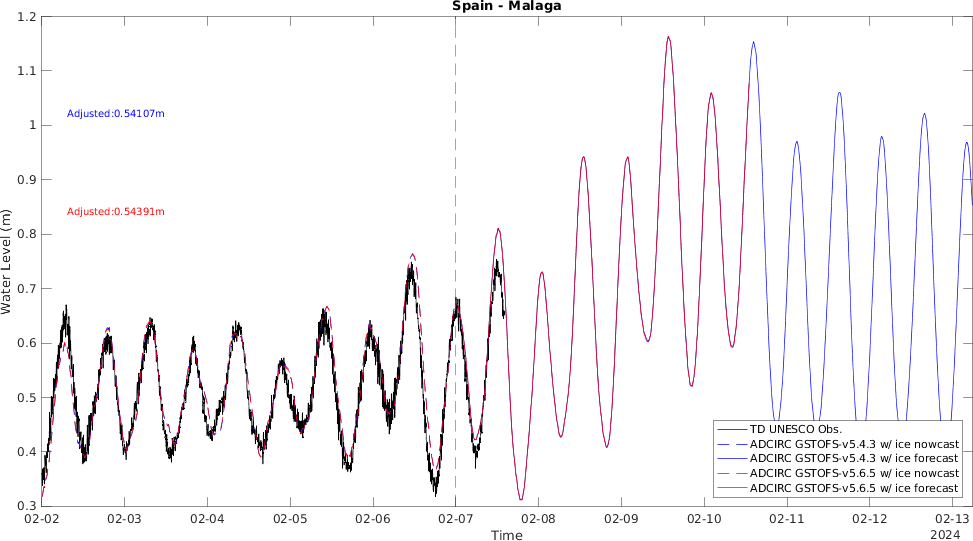 Spain - Malaga
1.2
1.1
1
0.9
0.8
0.7
0.6
0.5
0.4
0.3
Water Level (m)
Adjusted:0.54107m
Adjusted:0.54391m
TD UNESCO Obs.
ADCIRC GSTOFS-v5.4.3 w/ ice nowcast
ADCIRC GSTOFS-v5.4.3 w/ ice forecast
ADCIRC GSTOFS-v5.6.5 w/ ice nowcast
ADCIRC GSTOFS-v5.6.5 w/ ice forecast
02-02 02-03 02-04 02-05 02-06 02-07 02-08 02-09 02-10 02-11 02-12 02-13
Time 2024